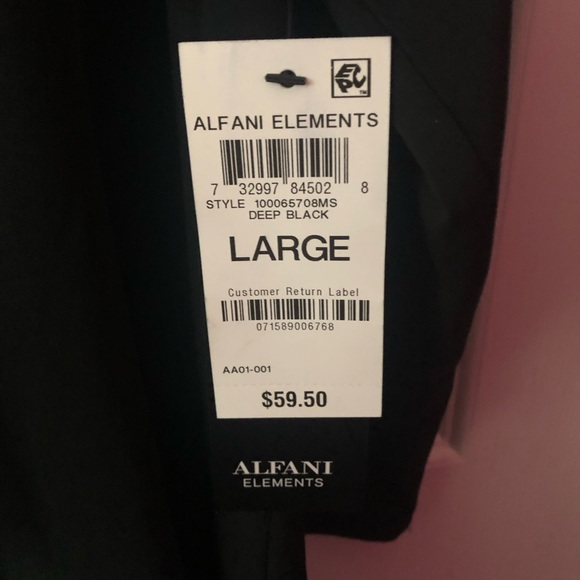 EPC™
ALFANI ELEMENTS
7 32997 84502 8
STYLE 100065708MS
DEEP BLACK
LARGE
Customer Return Label
071589006768
AA01-001
$59.50
ALFANI
ELEMENTS